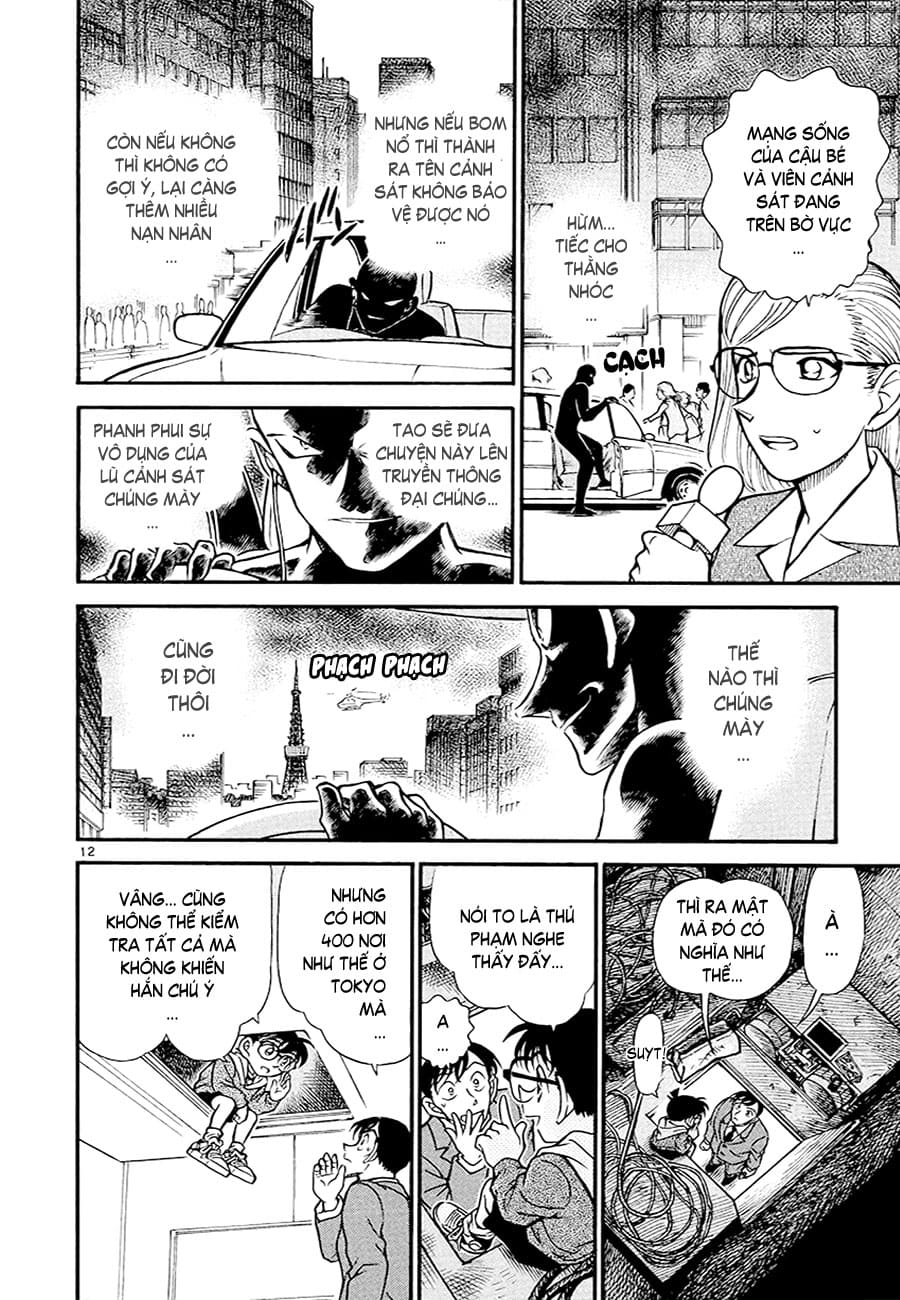 MẠNG SỐNG
CỦA CẬU BÉ
VÀ VIÊN CẢNH
SÁT ĐANG
TRÊN BỜ VỰC
...
HỪM...
TIẾC CHO
THẰNG
NHÓC
...
CẠCH
NHƯNG NẾU BOM
NỔ THÌ THÀNH
RA TÊN CẢNH
SÁT KHÔNG BẢO
VỆ ĐƯỢC NÓ
...
CÒN NẾU KHÔNG
THÌ KHÔNG CÓ
GỢI Ý, LẠI CÀNG
THÊM NHIỀU
NẠN NHÂN
...
TAO SẼ ĐƯA
CHUYỆN NÀY LÊN
TRUYỀN THÔNG
ĐẠI CHÚNG...
PHANH PHUI SỰ
VÔ DỤNG CỦA
LŨ CẢNH SÁT
CHÚNG MÀY
...
THẾ
NÀO THÌ
CHÚNG
MÀY
...
PHẠCH PHẠCH
CŨNG
ĐI ĐỜI
THÔI
...
12
À
...
THÌ RA MẬT
MÃ ĐÓ CÓ
NGHĨA NHƯ
THẾ...
SUỴT!
NÓI TO LÀ THỦ
PHẠM NGHE
THẤY ĐẤY...
A
...
NHƯNG
CÓ HƠN
400 NƠI
NHƯ THẾ Ở
TOKYO
MÀ
...
VÂNG... CŨNG
KHÔNG THỂ KIỂM
TRA TẤT CẢ MÀ
KHÔNG KHIẾN
HẮN CHÚ Ý
...